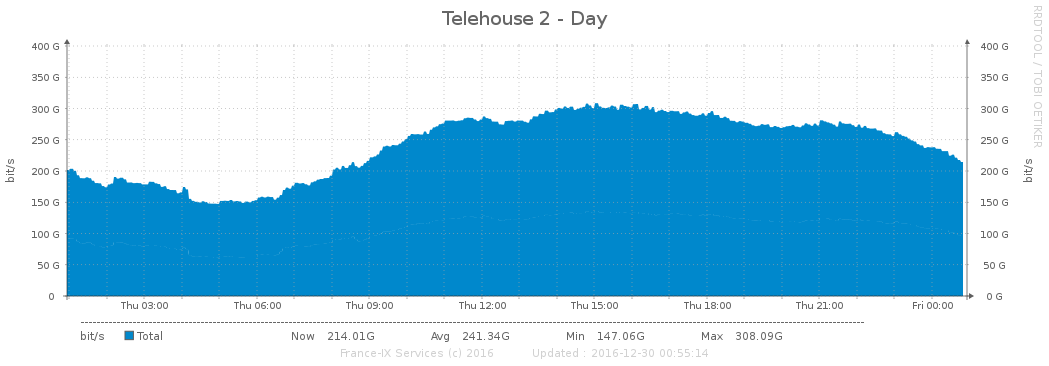 Telehouse 2 - Day
RRDTOOL / TOBI OETIKER
400 G 400 G
350 G 350 G
300 G 300 G
250 G 250 G
200 G 200 G
150 G 150 G
100 G 100 G
50 G 50 G
0 0 G
bit/s bit/s
Thu 03:00 Thu 06:00 Thu 09:00 Thu 12:00 Thu 15:00 Thu 18:00 Thu 21:00 Fri 00:00
bit/s Total Now 214.01G Avg 241.34G Min 147.06G Max 308.09G
France-IX Services (c) 2016 Updated : 2016-12-30 00:55:14